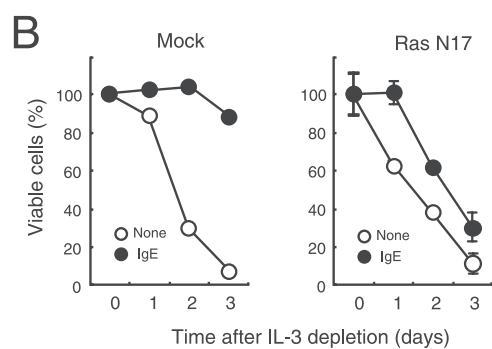 B
Mock
Ras N17
Viable cells (%)
100
80
60
40
20
0
None
IgE
0 1 2 3
100
80
60
40
20
None
IgE
0 1 2 3
Time after IL-3 depletion (days)